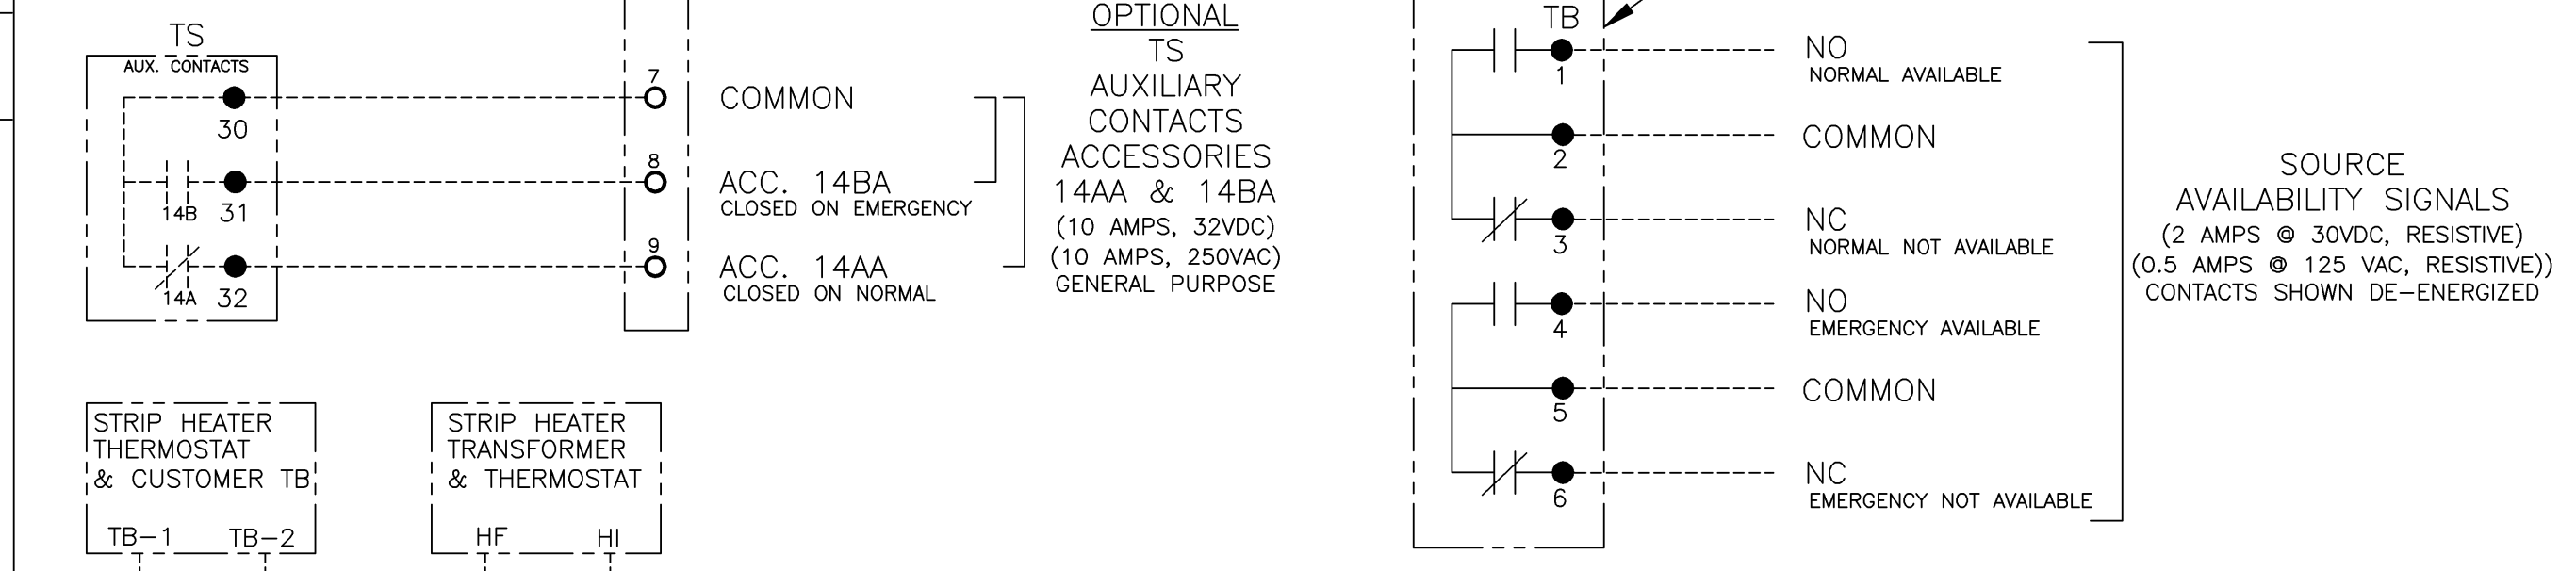 TS
AUX. CONTACTS
30
14B 31
14A 32
7
COMMON
8
ACC. 14BA
CLOSED ON EMERGENCY
9
ACC. 14AA
CLOSED ON NORMAL
OPTIONAL
TS
AUXILIARY
CONTACTS
ACCESSORIES
14AA & 14BA
(10 AMPS, 32VDC)
(10 AMPS, 250VAC)
GENERAL PURPOSE
STRIP HEATER
THERMOSTAT
& CUSTOMER TB
TB-1 TB-2
STRIP HEATER
TRANSFORMER
& THERMOSTAT
HF HI
TB
1
NO
NORMAL AVAILABLE
2
COMMON
3
NC
NORMAL NOT AVAILABLE
4
NO
EMERGENCY AVAILABLE
5
COMMON
6
NC
EMERGENCY NOT AVAILABLE
SOURCE
AVAILABILITY SIGNALS
(2 AMPS @ 30VDC, RESISTIVE)
(0.5 AMPS @ 125 VAC, RESISTIVE))
CONTACTS SHOWN DE-ENERGIZED